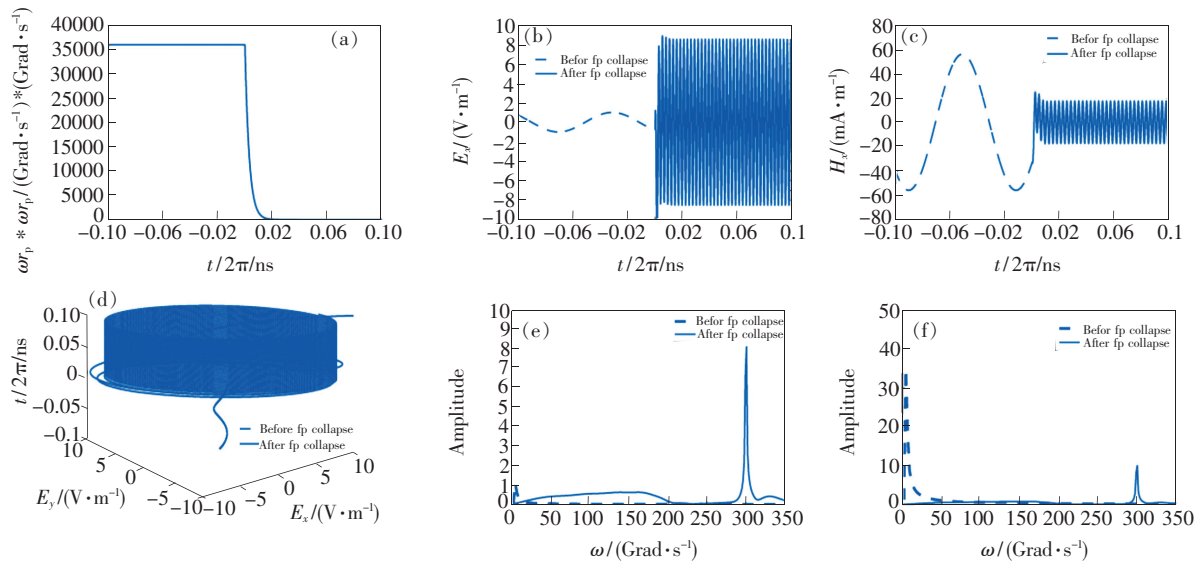 (a)
ωr_p * ωr_p/(Grad·s⁻¹)*(Grad·s⁻¹)
40000
35000
30000
25000
20000
15000
10000
5000
0
-0.10 -0.06 -0.02 0.02 0.06 0.10
t/2π/ns
(b)
Befor fp collapse
After fp collapse
E_x/(V·m⁻¹)
10
8
6
4
2
0
-2
-4
-6
-8
-10
-0.10 -0.06 -0.02 0.02 0.06 0.1
t/2π/ns
(c)
Befor fp collapse
After fp collapse
H_x/(mA·m⁻¹)
80
60
40
20
0
-20
-40
-60
-80
-0.10 -0.06 -0.02 0.02 0.06 0.1
t/2π/ns
(d)
t/2π/ns
0.10
0.05
0
-0.05
-0.1
Before fp collapse
After fp collapse
10 5 0 -5 -10
E_y/(V·m⁻¹)
-10 -5 0 5 10
E_x/(V·m⁻¹)
(e)
Befor fp collapse
After fp collapse
Amplitude
10
9
8
7
6
5
4
3
2
1
0
0 50 100 150 200 250 300 350
ω/(Grad·s⁻¹)
(f)
Befor fp collapse
After fp collapse
Amplitude
50
40
30
20
10
0
0 50 100 150 200 250 300 350
ω/(Grad·s⁻¹)